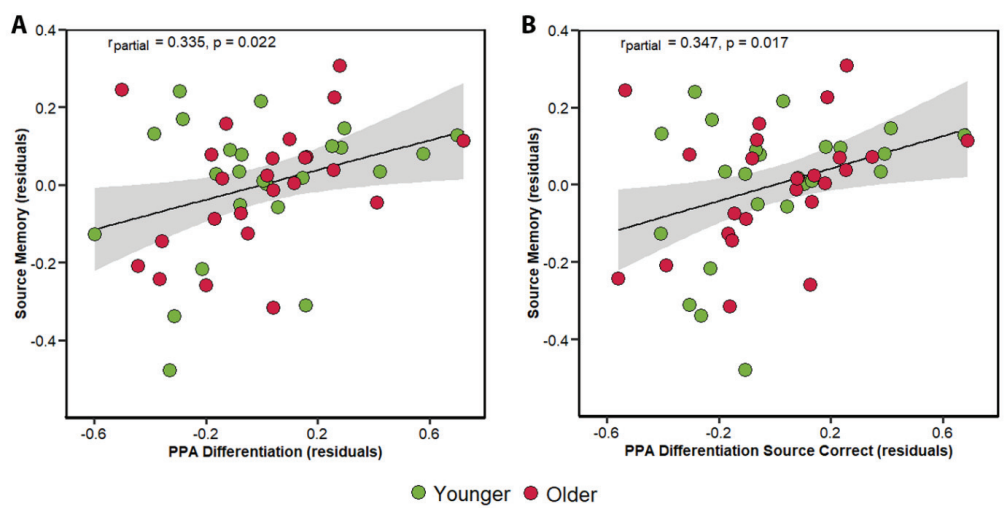 A
r partial = 0.335, p = 0.022
Source Memory (residuals)
0.4
0.2
0.0
-0.2
-0.4
-0.6
-0.2
0.2
0.6
PPA Differentiation (residuals)
B
r partial = 0.347, p = 0.017
Source Memory (residuals)
0.4
0.2
0.0
-0.2
-0.4
-0.6
-0.2
0.2
0.6
PPA Differentiation Source Correct (residuals)
Younger Older